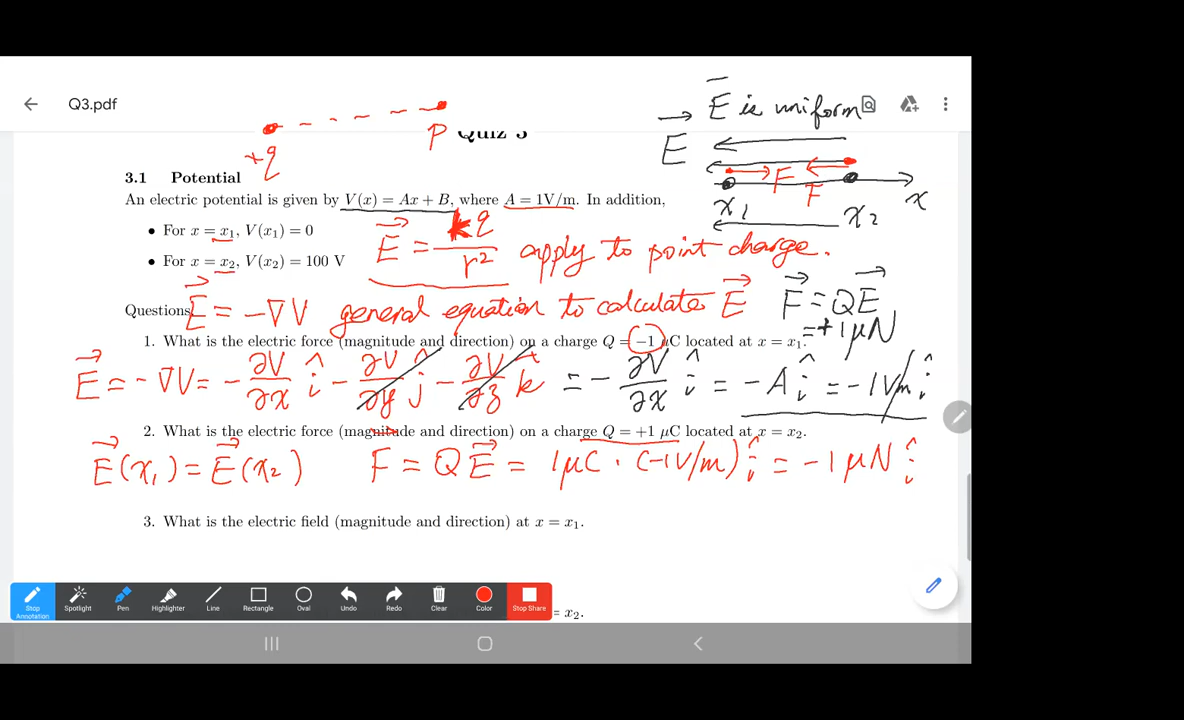 E is uniform
Q3.pdf
E
P
Quiz 3
+q
3.1 Potential
F
F
x
An electric potential is given by V(x) = Ax + B, where A = 1V/m. In addition,
x₁
x₂
• For x = x₁, V(x₁) = 0
E = kq / r² apply to point charge.
• For x = x₂, V(x₂) = 100 V
Questions
E = −∇V general equation to calculate E
F = QE
= +1 μN
1. What is the electric force (magnitude and direction) on a charge Q = −1 μC located at x = x₁.
E = −∇V = − ∂V/∂x î − ∂V/∂y ĵ − ∂V/∂z k̂ = − ∂V/∂x î = −A î = −1 V/m î
2. What is the electric force (magnitude and direction) on a charge Q = +1 μC located at x = x₂.
E(x₁) = E(x₂) F = QE = 1μC · (−1V/m) î = −1 μN î
3. What is the electric field (magnitude and direction) at x = x₁.
= x₂.
Stop Annotation
Spotlight
Pen
Highlighter
Line
Rectangle
Oval
Undo
Redo
Clear
Color
Stop Share